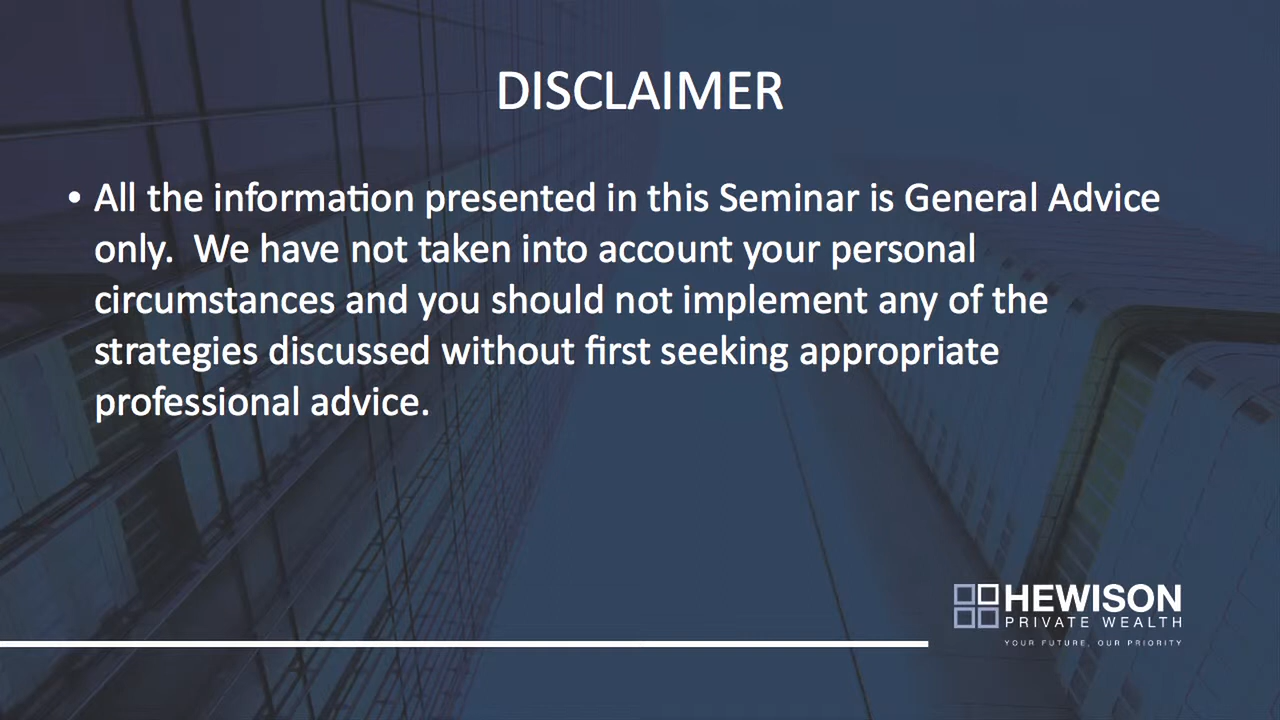 DISCLAIMER
• All the information presented in this Seminar is General Advice
only.  We have not taken into account your personal
circumstances and you should not implement any of the
strategies discussed without first seeking appropriate
professional advice.
HEWISON
PRIVATE WEALTH
YOUR FUTURE, OUR PRIORITY